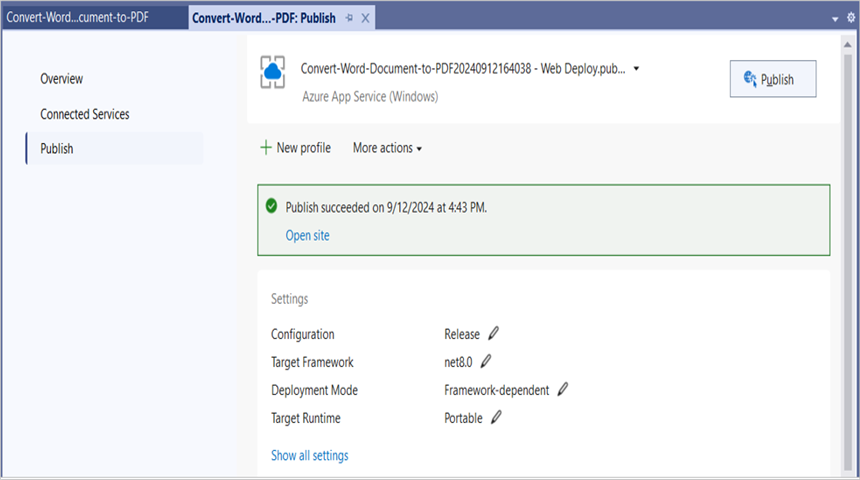 Convert-Word...cument-to-PDF
Convert-Word...-PDF: Publish
Overview
Connected Services
Publish
Convert-Word-Document-to-PDF20240912164038 - Web Deploy.pub...
Azure App Service (Windows)
Publish
New profile
More actions
Publish succeeded on 9/12/2024 at 4:43 PM.
Open site
Settings
Configuration Release
Target Framework net8.0
Deployment Mode Framework-dependent
Target Runtime Portable
Show all settings